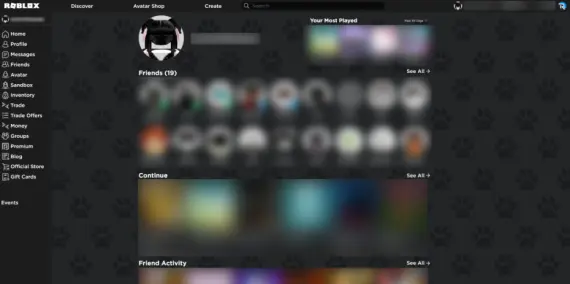 ROBLOX
Discover
Avatar Shop
Create
Search
Home
Profile
Messages
Friends
Avatar
Sandbox
Inventory
Trade
Trade Offers
Money
Groups
Premium
Blog
Official Store
Gift Cards
Events
Your Most Played
Friends (19)
See All →
Continue
See All →
Friend Activity
See All →